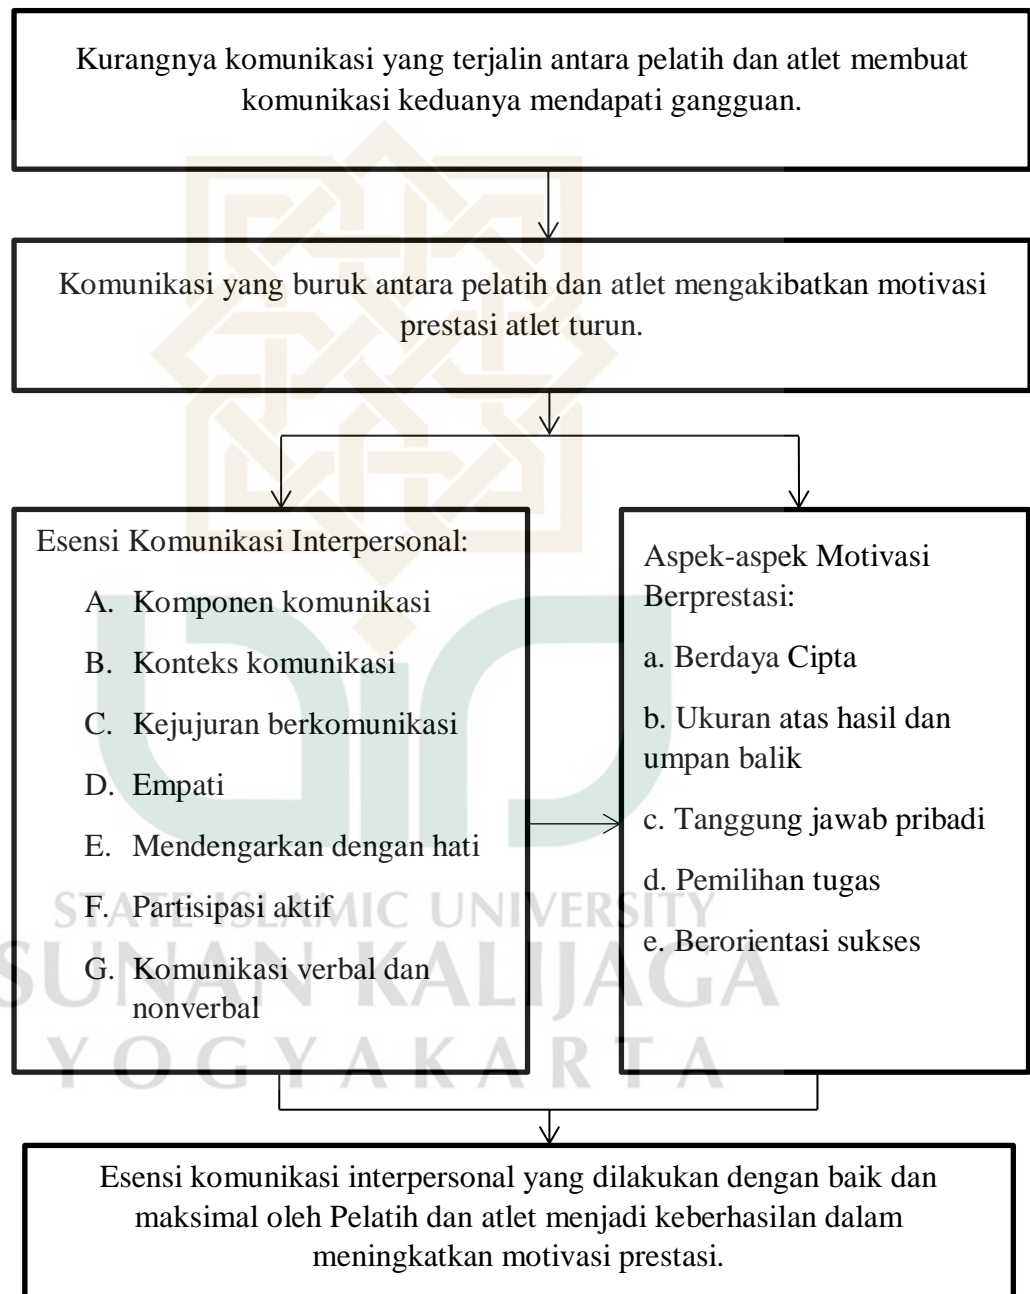 Kurangnya komunikasi yang terjalin antara pelatih dan atlet membuat
komunikasi keduanya mendapati gangguan.
Komunikasi yang buruk antara pelatih dan atlet mengakibatkan motivasi
prestasi atlet turun.
Esensi Komunikasi Interpersonal:
A. Komponen komunikasi
B. Konteks komunikasi
C. Kejujuran berkomunikasi
D. Empati
E. Mendengarkan dengan hati
F. Partisipasi aktif
G. Komunikasi verbal dan
nonverbal
Aspek-aspek Motivasi
Berprestasi:
a. Berdaya Cipta
b. Ukuran atas hasil dan
umpan balik
c. Tanggung jawab pribadi
d. Pemilihan tugas
e. Berorientasi sukses
STATE ISLAMIC UNIVERSITY
SUNAN KALIJAGA
YOGYAKARTA
Esensi komunikasi interpersonal yang dilakukan dengan baik dan
maksimal oleh Pelatih dan atlet menjadi keberhasilan dalam
meningkatkan motivasi prestasi.